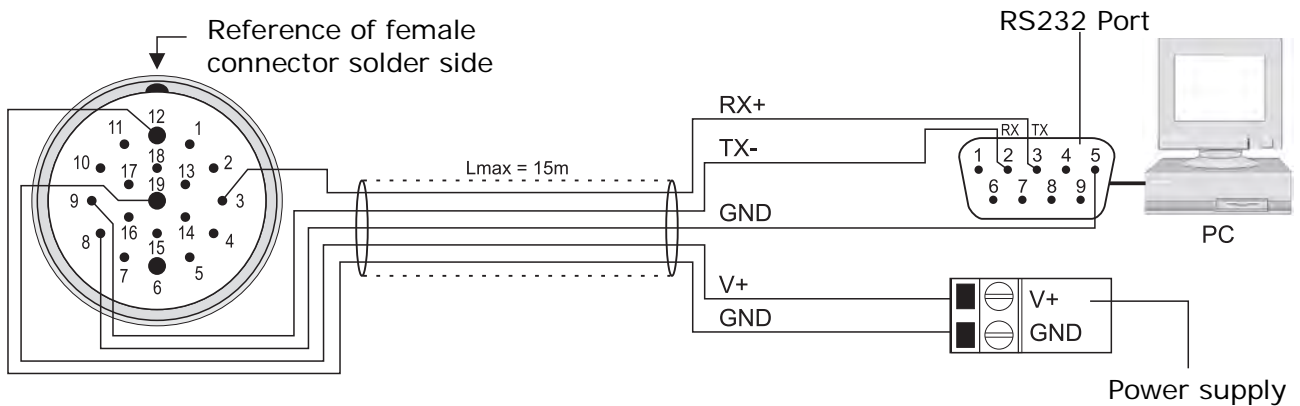 Reference of female
connector solder side
RS232 Port
12
11
1
10
18
2
17
13
19
9
3
16
14
8
15
4
7
5
6
Lmax = 15m
RX+
TX-
GND
V+
GND
RX TX
1 2 3 4 5
6 7 8 9
PC
V+
GND
Power supply